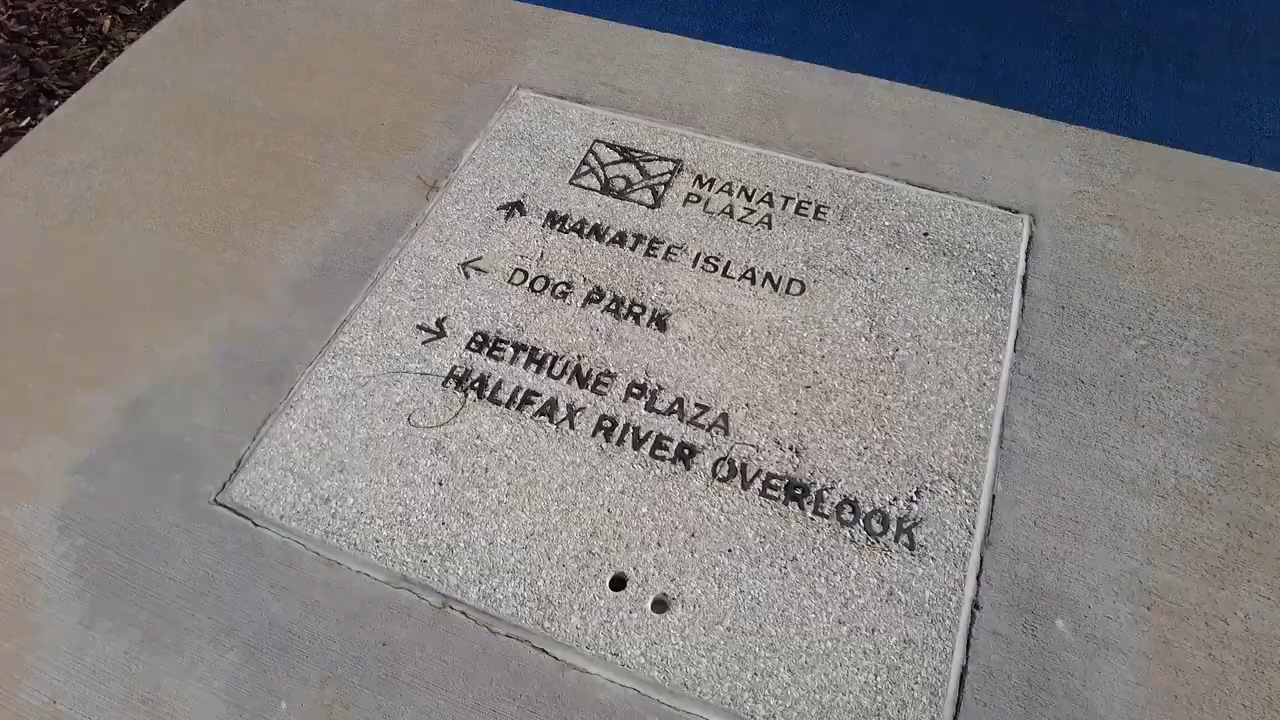 MANATEE
PLAZA
↑ MANATEE ISLAND
← DOG PARK
→ BETHUNE PLAZA
HALIFAX RIVER OVERLOOK